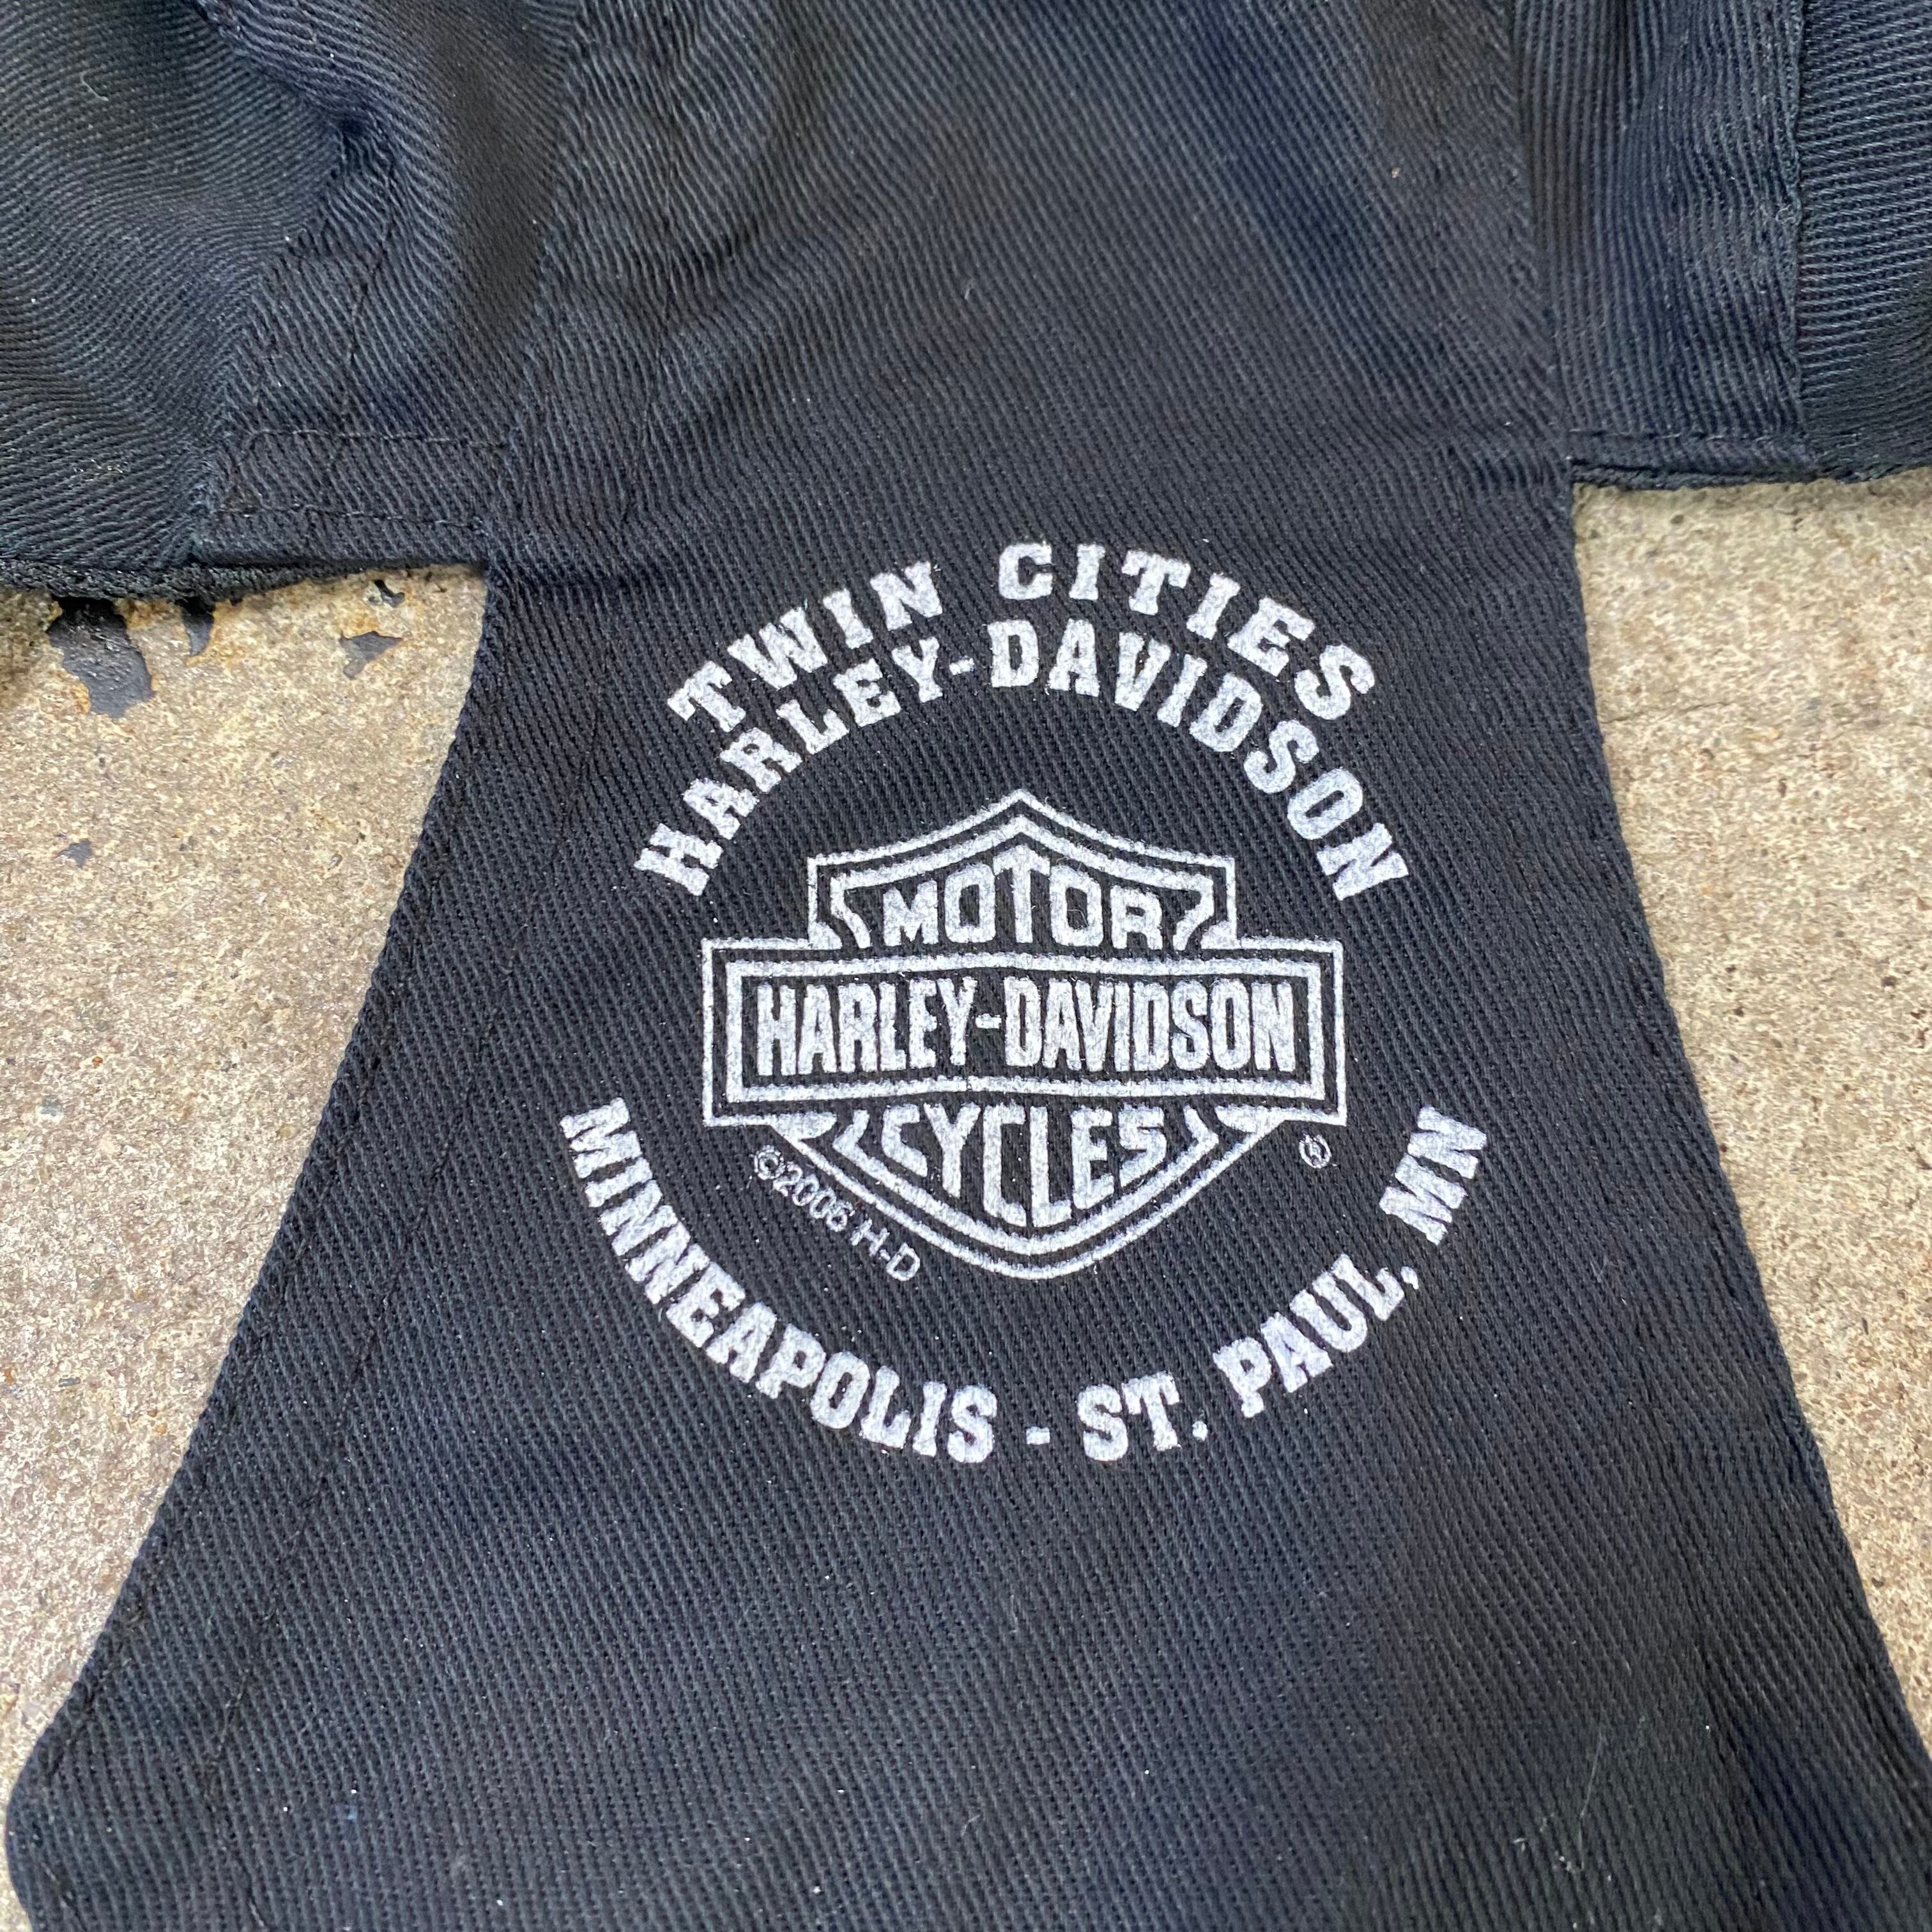 TWIN CITIES
HARLEY-DAVIDSON
MOTOR
HARLEY-DAVIDSON
CYCLES
®
©2006 H-D
MINNEAPOLIS - ST. PAUL, MN